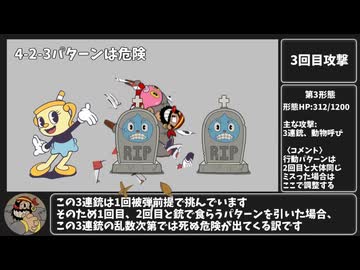 4-2-3パターンは危険
RIP
RIP
3回目攻撃
第3形態
形態HP:312/1200
主な攻撃:
3連銃、動物呼び
〈コメント〉
行動パターンは
2回目と大体同じ
ミスった場合は
ここで調整する
この3連銃は1回被弾前提で挑んでいます
そのため1回目、2回目と銃で食らうパターンを引いた場合、
この3連銃の乱数次第では死ぬ危険が出てくる訳です